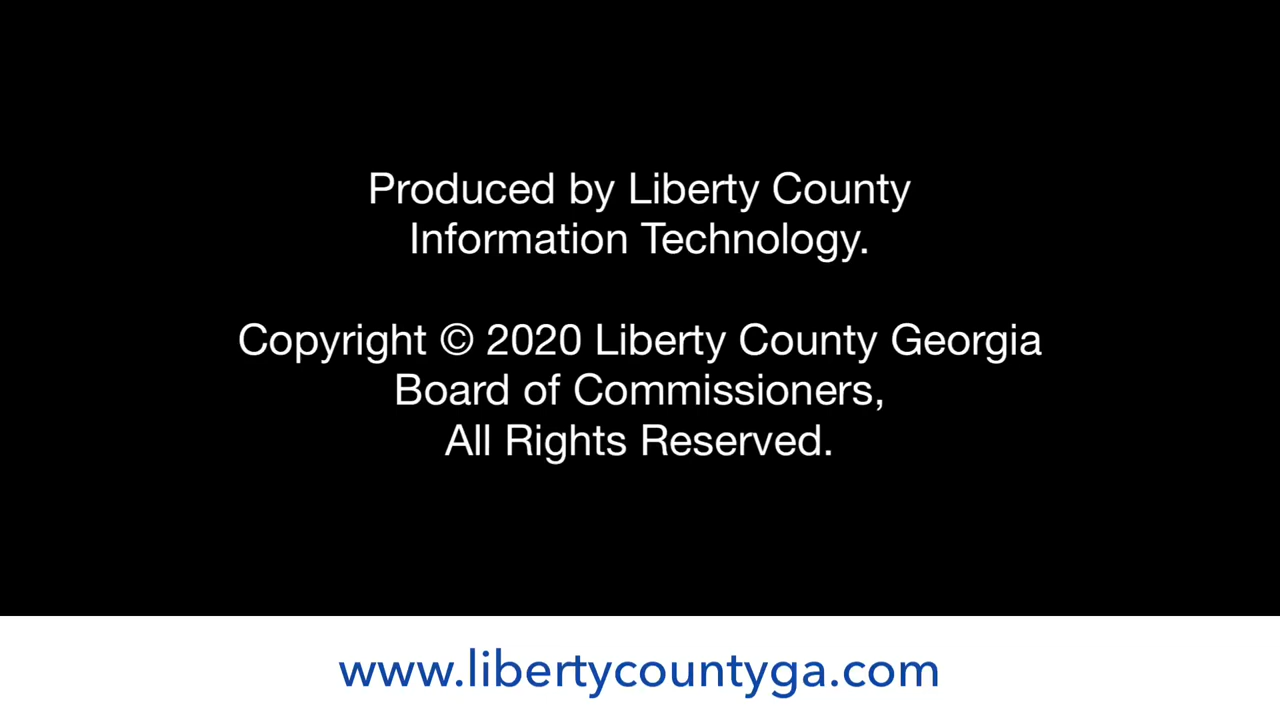 Produced by Liberty County
Information Technology.
Copyright © 2020 Liberty County Georgia
Board of Commissioners,
All Rights Reserved.
www.libertycountyga.com